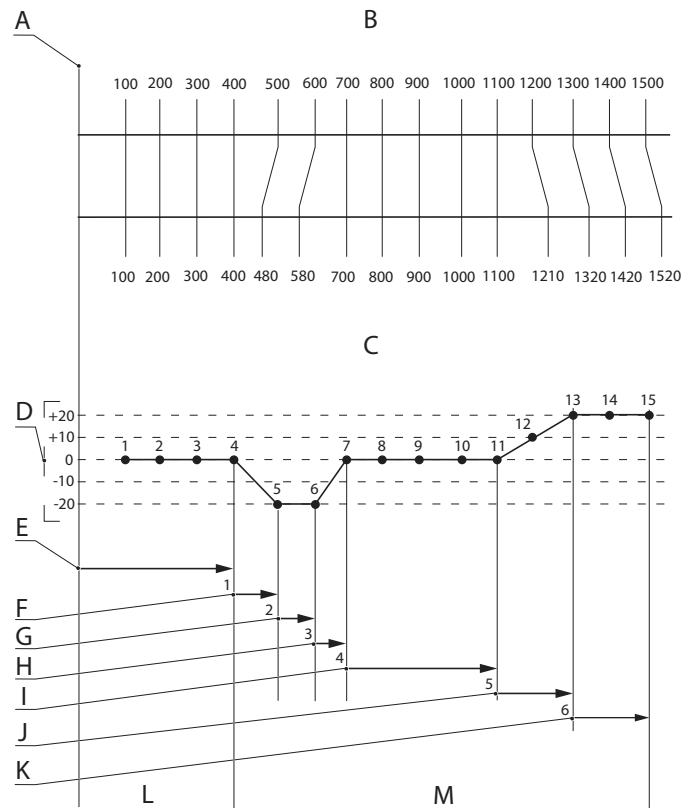 A
B
100 200 300 400 500 600 700 800 900 1000 1100 1200 1300 1400 1500
100 200 300 400 480 580 700 800 900 1000 1100 1210 1320 1420 1520
C
D
+20
+10
0
-10
-20
1 2 3 4 5 6 7 8 9 10 11 12 13 14 15
E
F 1
G 2
H 3
I 4
J 5
K 6
L M